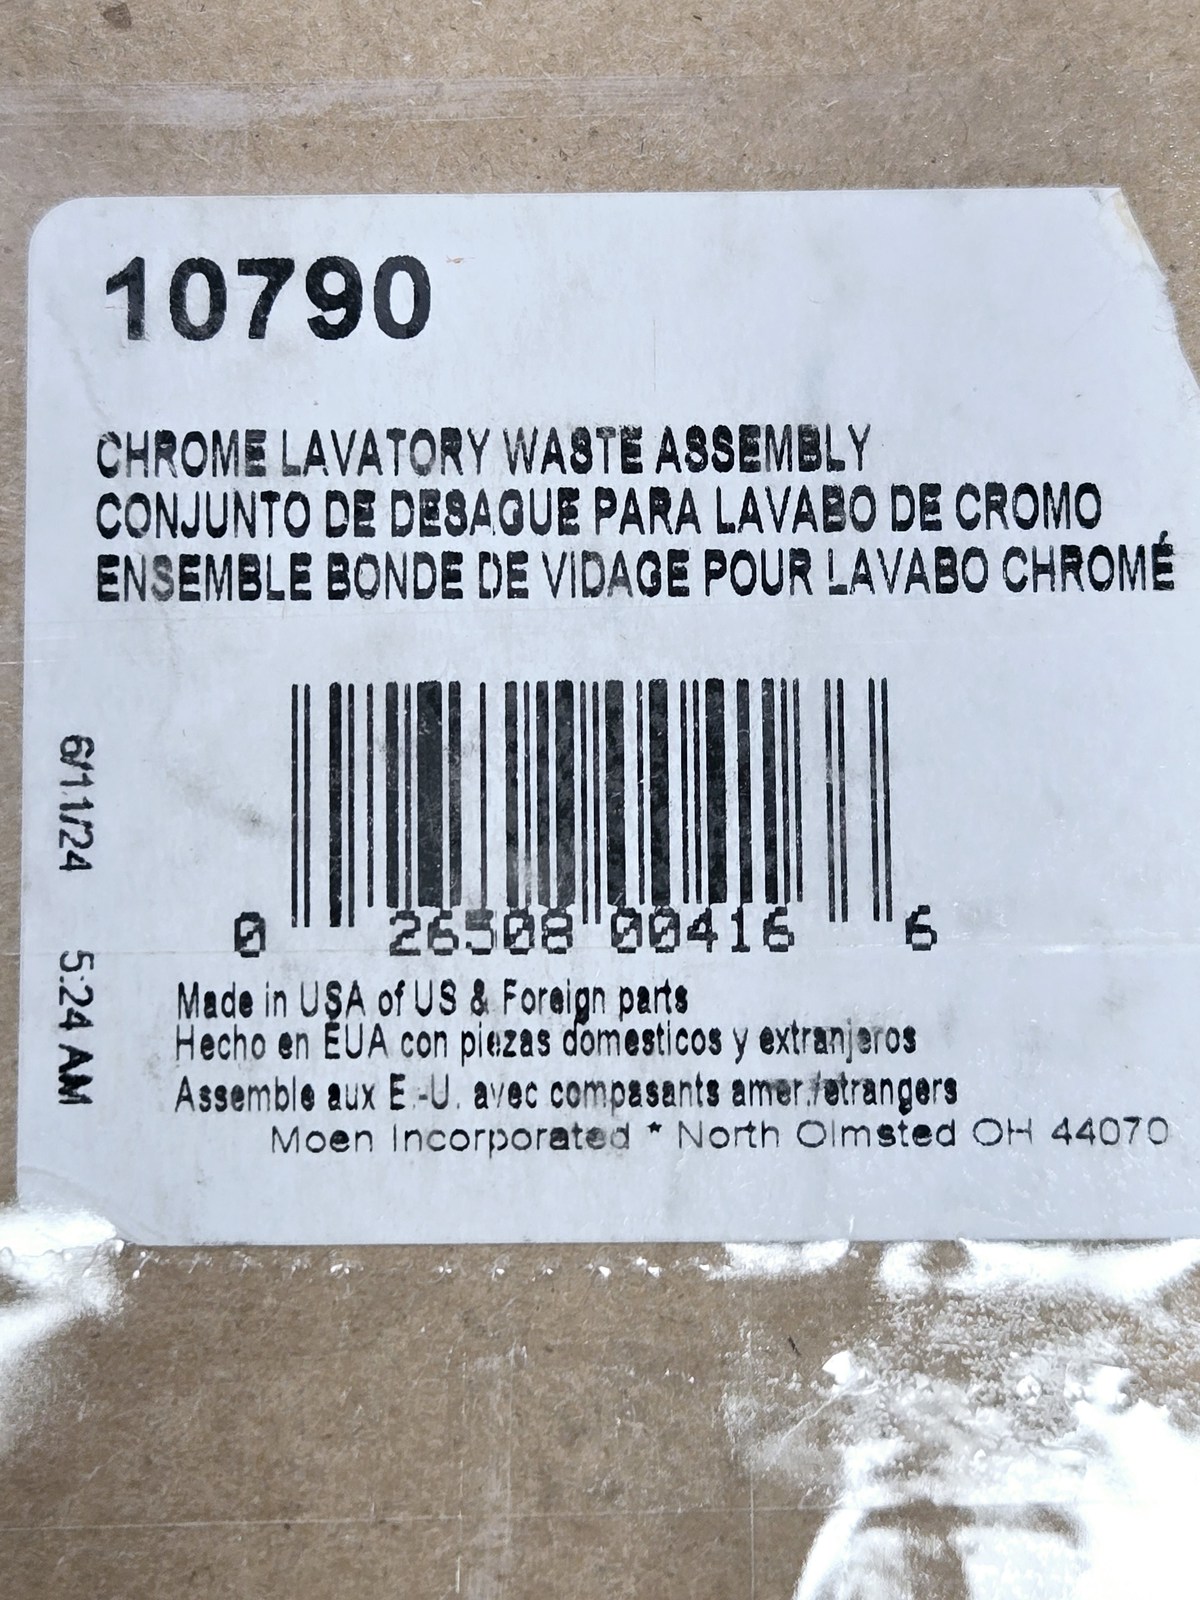 10790
CHROME LAVATORY WASTE ASSEMBLY
CONJUNTO DE DESAGUE PARA LAVABO DE CROMO
ENSEMBLE BONDE DE VIDAGE POUR LAVABO CHROMÉ
6/11/24 5:24 AM
0 26508 00416 6
Made in USA of US & Foreign parts
Hecho en EUA con piezas domesticos y extranjeros
Assemble aux E.-U. avec compasants amer./etrangers
Moen Incorporated * North Olmsted OH 44070